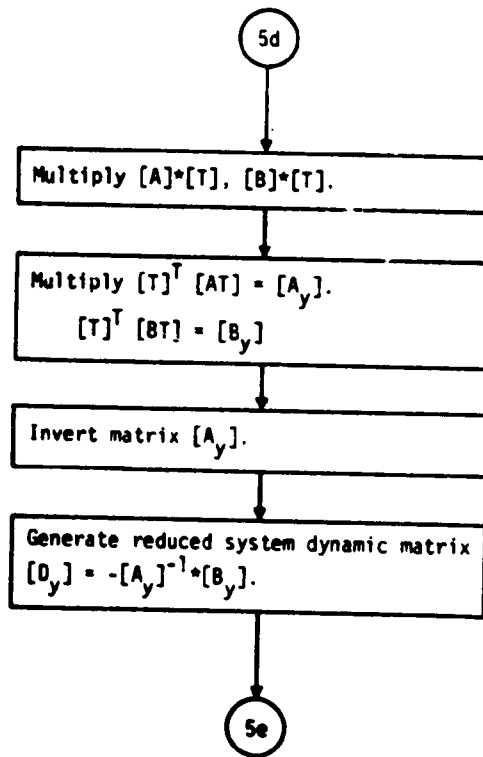 5d
Multiply [A]*[T], [B]*[T].
Multiply [T]^T [AT] = [A_y].
[T]^T [BT] = [B_y]
Invert matrix [A_y].
Generate reduced system dynamic matrix
[D_y] = -[A_y]^-1*[B_y].
5e